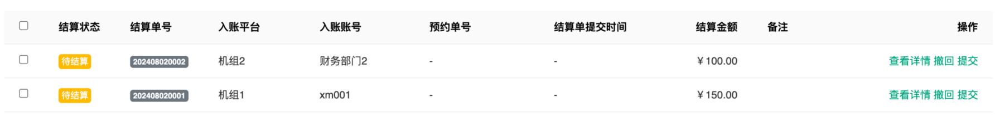 结算状态 结算单号 入账平台 入账账号 预约单号 结算单提交时间 结算金额 备注 操作
待结算 202408020002 机组2 财务部门2 - - ￥100.00 查看详情 撤回 提交
待结算 202408020001 机组1 xm001 - - ￥150.00 查看详情 撤回 提交